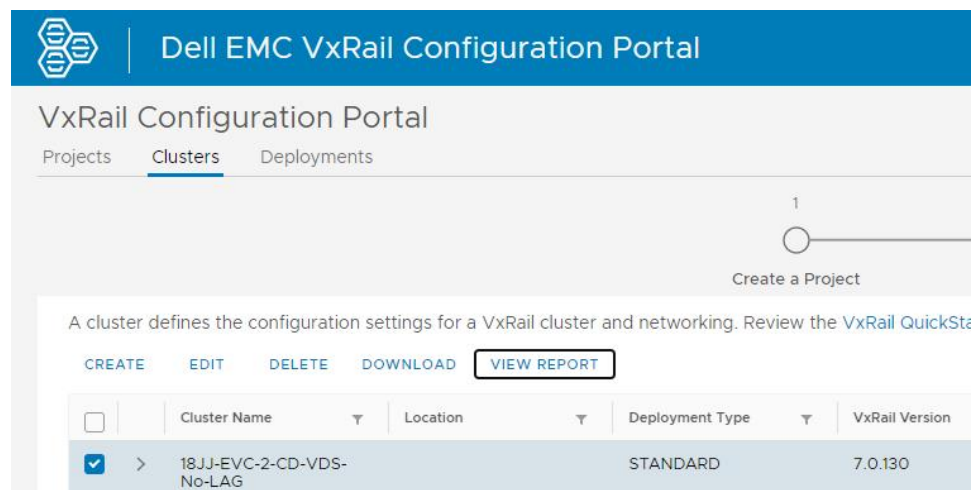 Dell EMC VxRail Configuration Portal
VxRail Configuration Portal
Projects Clusters Deployments
1
Create a Project
A cluster defines the configuration settings for a VxRail cluster and networking. Review the VxRail QuickSta
CREATE EDIT DELETE DOWNLOAD VIEW REPORT
Cluster Name Location Deployment Type VxRail Version
18JJ-EVC-2-CD-VDS- STANDARD 7.0.130
No-LAG